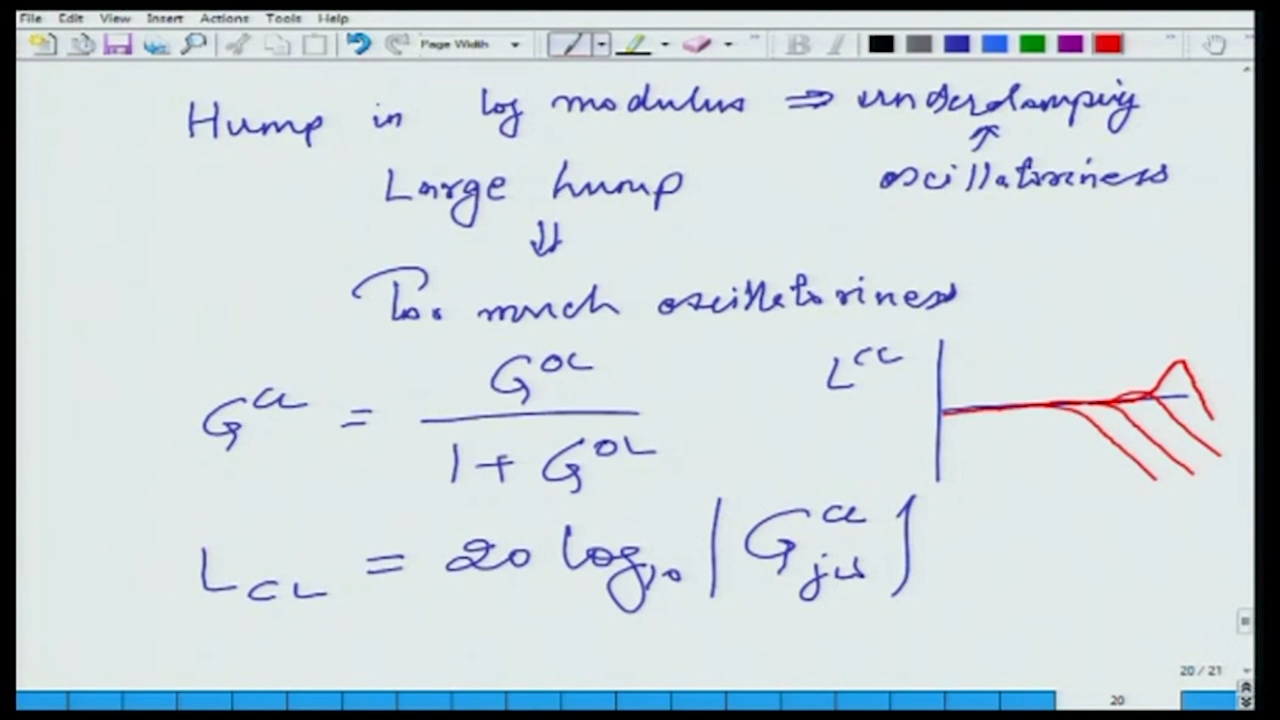 File Edit View Insert Actions Tools Help
Page Width
Hump in log modulus ⇒ underdamping
↑
Large hump oscillatoriness
⇓
Too much oscillatoriness
G^CL = G^OL / (1 + G^OL)
L^CL
L_CL = 20 log_10 |G^CL_jω|
20 / 21
20